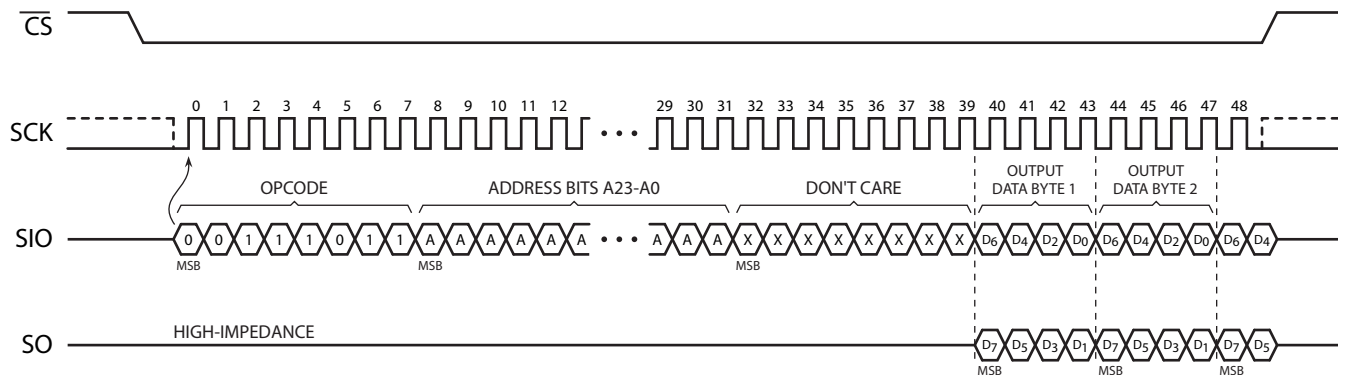 CS
0 1 2 3 4 5 6 7 8 9 10 11 12 29 30 31 32 33 34 35 36 37 38 39 40 41 42 43 44 45 46 47 48
SCK
OPCODE ADDRESS BITS A23-A0 DON'T CARE OUTPUT DATA BYTE 1 OUTPUT DATA BYTE 2
SIO 0 0 1 1 1 0 1 1 A A A A A A A A A X X X X X X X X D6 D4 D2 D0 D6 D4 D2 D0 D6 D4
MSB MSB MSB
HIGH-IMPEDANCE
SO D7 D5 D3 D1 D7 D5 D3 D1 D7 D5
MSB MSB MSB